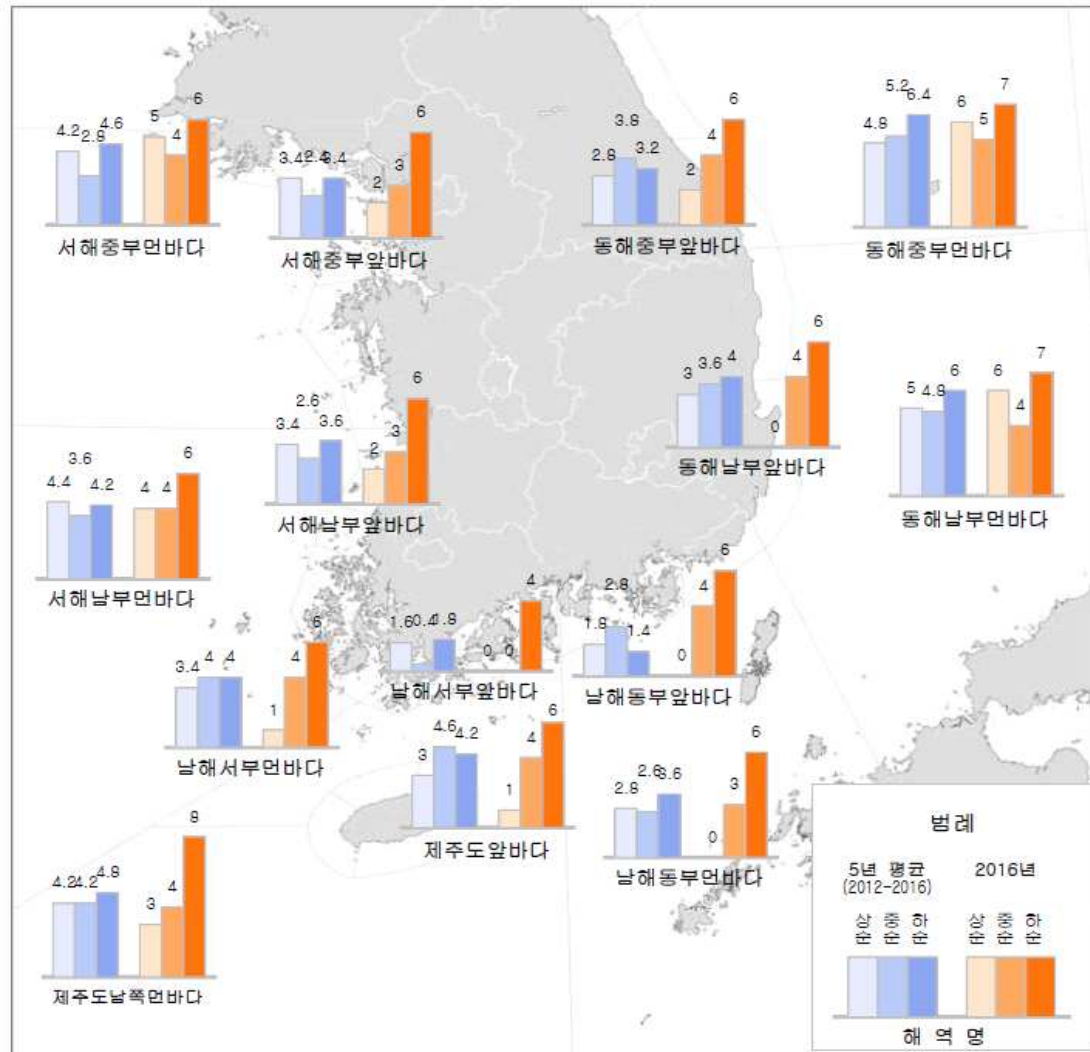 4.2 2.8 4.6 5 4 6
서해중부먼바다
3.4 2.4 3.4 2 3 6
서해중부앞바다
2.8 3.8 3.2 2 4 6
동해중부앞바다
4.8 5.2 6.4 6 5 7
동해중부먼바다
3 3.6 4 0 4 6
동해남부앞바다
5 4.8 6 6 4 7
동해남부먼바다
3.4 2.6 3.6 2 3 6
서해남부앞바다
4.4 3.6 4.2 4 4 6
서해남부먼바다
1.6 0.4 1.8 0 0 4
남해서부앞바다
1.8 2.8 1.4 0 4 6
남해동부앞바다
3.4 4 4 1 4 6
남해서부먼바다
3 4.6 4.2 1 4 6
제주도앞바다
2.8 2.6 3.6 0 3 6
남해동부먼바다
4.2 4.2 4.8 3 4 8
제주도남쪽먼바다
범례
5년 평균 2016년
(2012-2016)
상순 중순 하순 상순 중순 하순
해 역 명